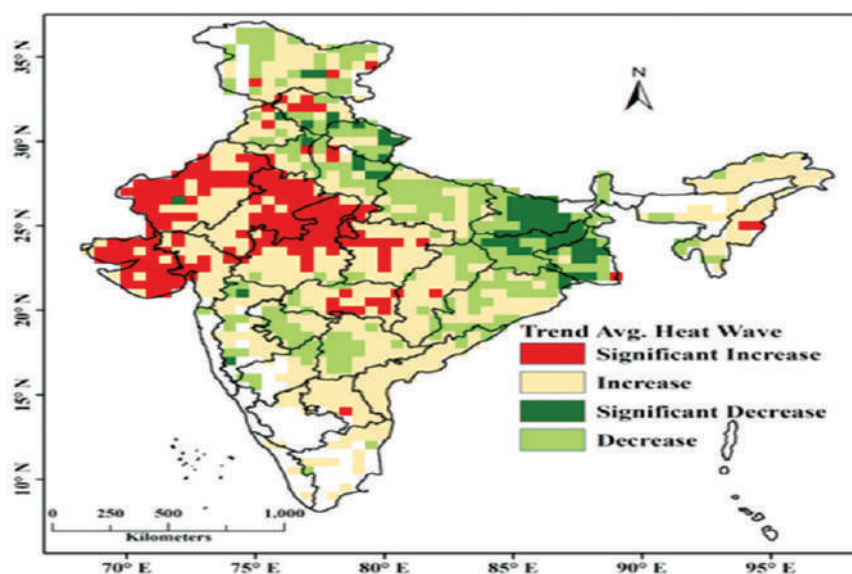 35°N
30°N
25°N
20°N
15°N
10°N
N
Trend Avg. Heat Wave
Significant Increase
Increase
Significant Decrease
Decrease
0 250 500 1,000
Kilometers
70° E 75° E 80° E 85° E 90° E 95° E